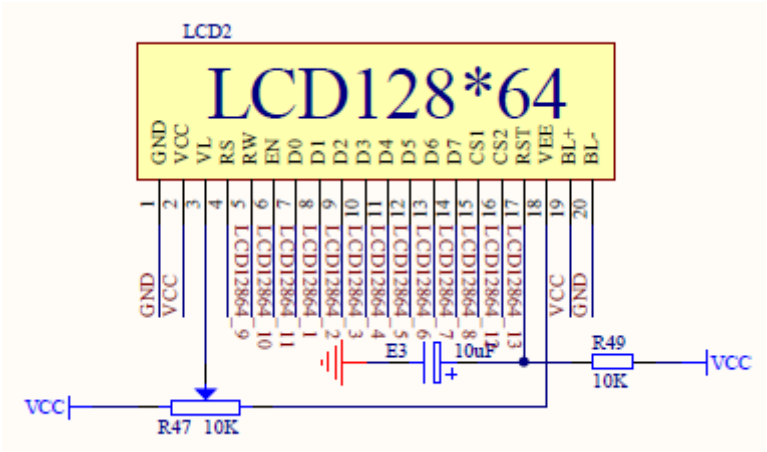 LCD2
LCD128*64
GND
VCC
VL
RS
RW
EN
D0
D1
D2
D3
D4
D5
D6
D7
CS1
CS2
RST
VEE
BL+
BL-
1
2
3
4
5
6
7
8
9
10
11
12
13
14
15
16
17
18
19
20
GND
VCC
LCD12864_9
LCD12864_10
LCD12864_11
LCD12864_1
LCD12864_2
LCD12864_3
LCD12864_4
LCD12864_5
LCD12864_6
LCD12864_7
LCD12864_8
LCD12864_12
LCD12864_13
VCC
GND
E3
10uF
+
R49
10K
VCC
VCC
R47 10K